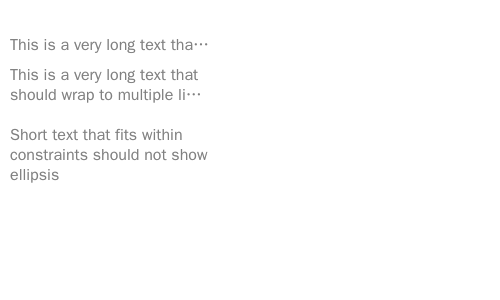 This is a very long text tha…
This is a very long text that
should wrap to multiple li…
Short text that fits within
constraints should not show
ellipsis